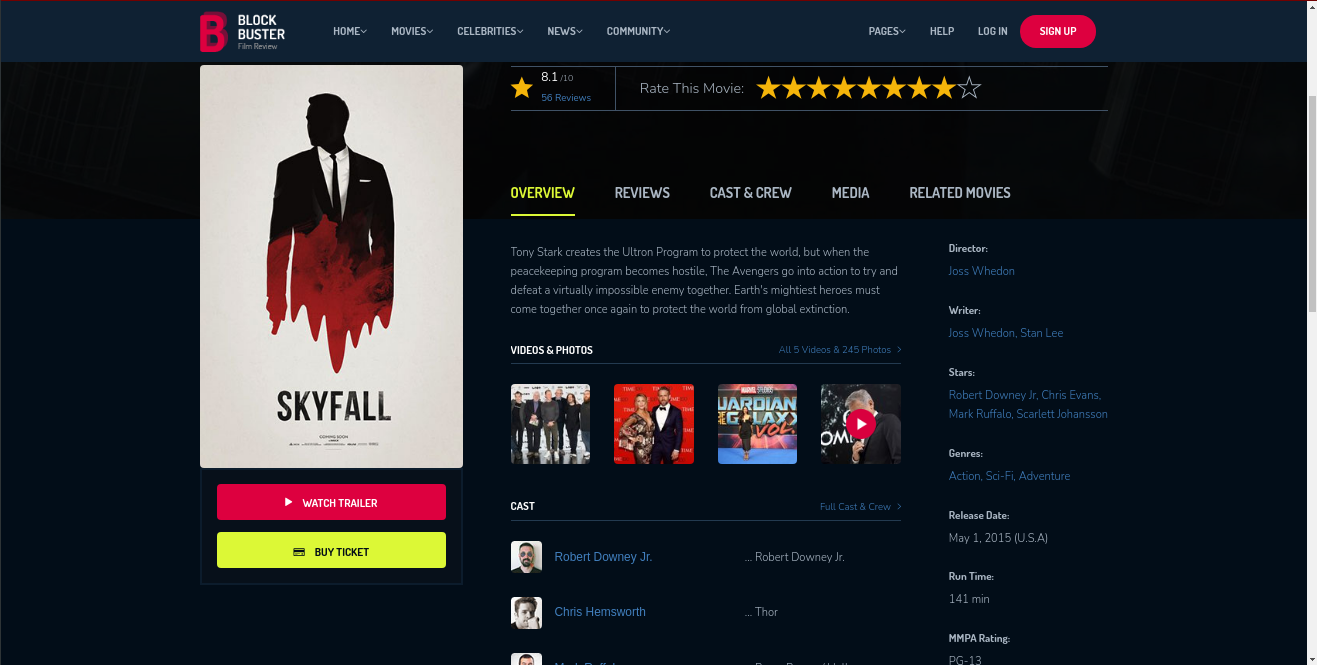 BLOCK
BUSTER
Film Review
HOME
MOVIES
CELEBRITIES
NEWS
COMMUNITY
PAGES
HELP
LOG IN
SIGN UP
SKYFALL
COMING SOON
WATCH TRAILER
BUY TICKET
8.1 /10
56 Reviews
Rate This Movie:
OVERVIEW
REVIEWS
CAST & CREW
MEDIA
RELATED MOVIES
Tony Stark creates the Ultron Program to protect the world, but when the
peacekeeping program becomes hostile, The Avengers go into action to try and
defeat a virtually impossible enemy together. Earth's mightiest heroes must
come together once again to protect the world from global extinction.
VIDEOS & PHOTOS
All 5 Videos & 245 Photos
TIME
MARVEL STUDIOS
UARDIAN
GALAXY
VOL.
CAST
Full Cast & Crew
Robert Downey Jr.
... Robert Downey Jr.
Chris Hemsworth
... Thor
Director:
Joss Whedon
Writer:
Joss Whedon, Stan Lee
Stars:
Robert Downey Jr, Chris Evans,
Mark Ruffalo, Scarlett Johansson
Genres:
Action, Sci-Fi, Adventure
Release Date:
May 1, 2015 (U.S.A)
Run Time:
141 min
MMPA Rating:
PG-13